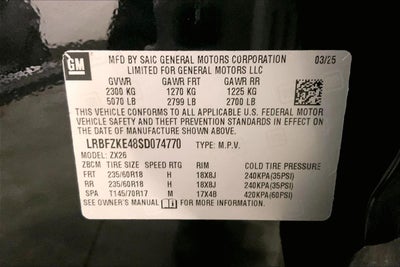 GM
MFD BY SAIC GENERAL MOTORS CORPORATION 03/25
LIMITED FOR GENERAL MOTORS LLC
GVWR GAWR FRT GAWR RR
2300 KG 1270 KG 1225 KG
5070 LB 2799 LB 2700 LB
THIS VEHICLE CONFORMS TO ALL APPLICABLE U.S. FEDERAL MOTOR
VEHICLE SAFETY AND THEFT PREVENTION STANDARDS IN EFFECT ON
THE DATE OF MANUFACTURE SHOWN ABOVE.
LRBFZKE48SD074770 TYPE: M.P.V.
MODEL: ZX26
ZBCM TIRE SIZE SPEED RTG RIM COLD TIRE PRESSURE
FRT 235/60R18 H 18X8J 240KPA(35PSI)
RR 235/60R18 H 18X8J 240KPA(35PSI)
SPA T145/70R17 M 17X4B 420KPA(60PSI)
SEE OWNER'S MANUAL FOR MORE INFORMATION.